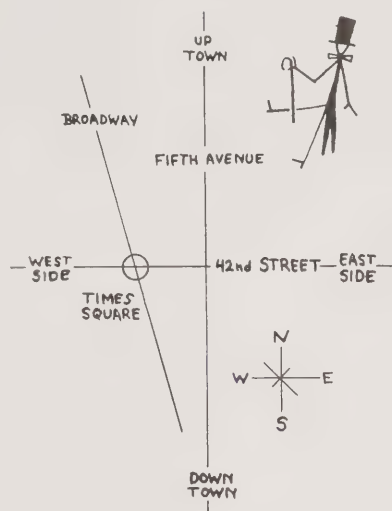 UP
TOWN
BROADWAY
FIFTH AVENUE
WEST
SIDE
42nd STREET
EAST
SIDE
TIMES
SQUARE
N
W E
S
DOWN
TOWN